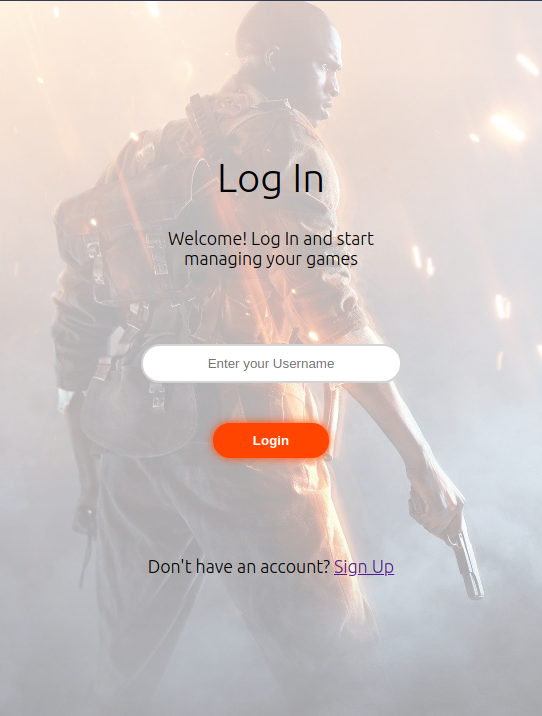 Log In
Welcome! Log In and start
managing your games
Enter your Username
Login
Don't have an account? Sign Up